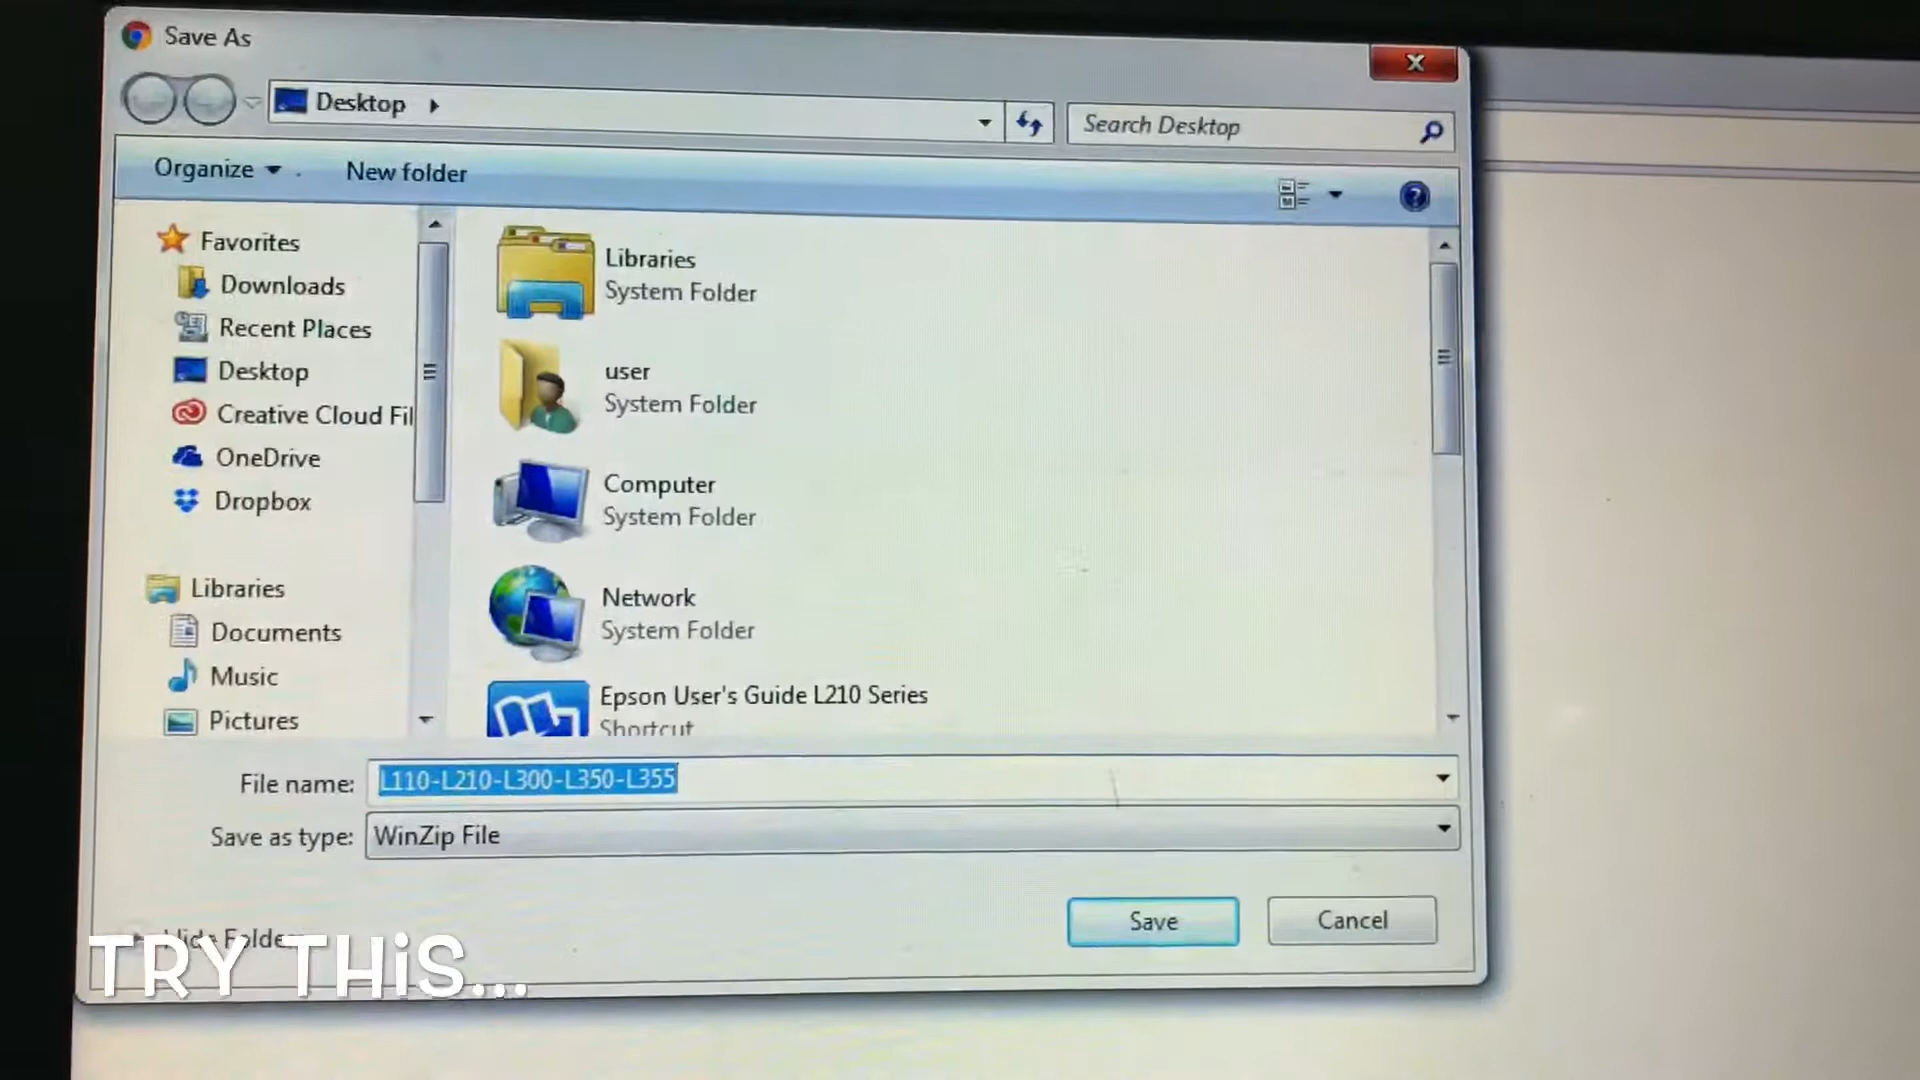 Save As
Desktop
Search Desktop
Organize
New folder
Favorites
Downloads
Recent Places
Desktop
Creative Cloud Fil
OneDrive
Dropbox
Libraries
Documents
Music
Pictures
Libraries
System Folder
user
System Folder
Computer
System Folder
Network
System Folder
Epson User's Guide L210 Series
Shortcut
File name: L110-L210-L300-L350-L355
Save as type: WinZip File
Hide Folders
Save
Cancel
TRY THiS...